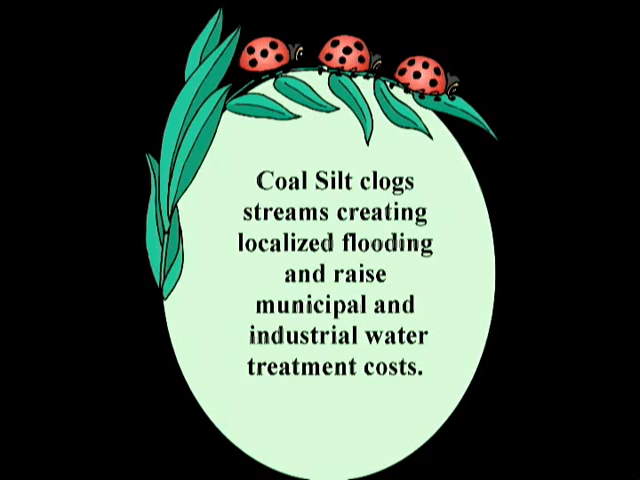 Coal Silt clogs
streams creating
localized flooding
and raise
municipal and
industrial water
treatment costs.